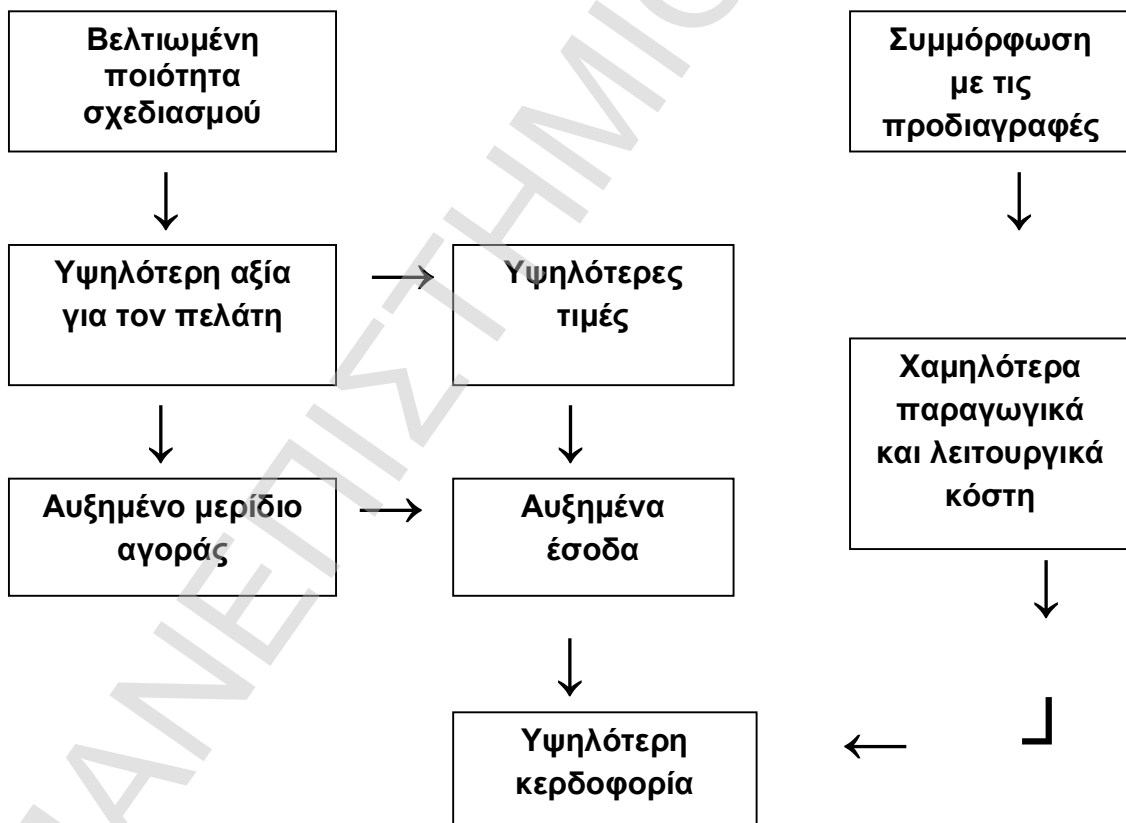 Βελτιωμένη
ποιότητα
σχεδιασμού
Συμμόρφωση
με τις
προδιαγραφές
Υψηλότερη αξία
για τον πελάτη
Υψηλότερες
τιμές
Χαμηλότερα
παραγωγικά
και λειτουργικά
κόστη
Αυξημένο μερίδιο
αγοράς
Αυξημένα
έσοδα
Υψηλότερη
κερδοφορία
ΠΑΝΕΠΙΣΤΗΜΙΟ